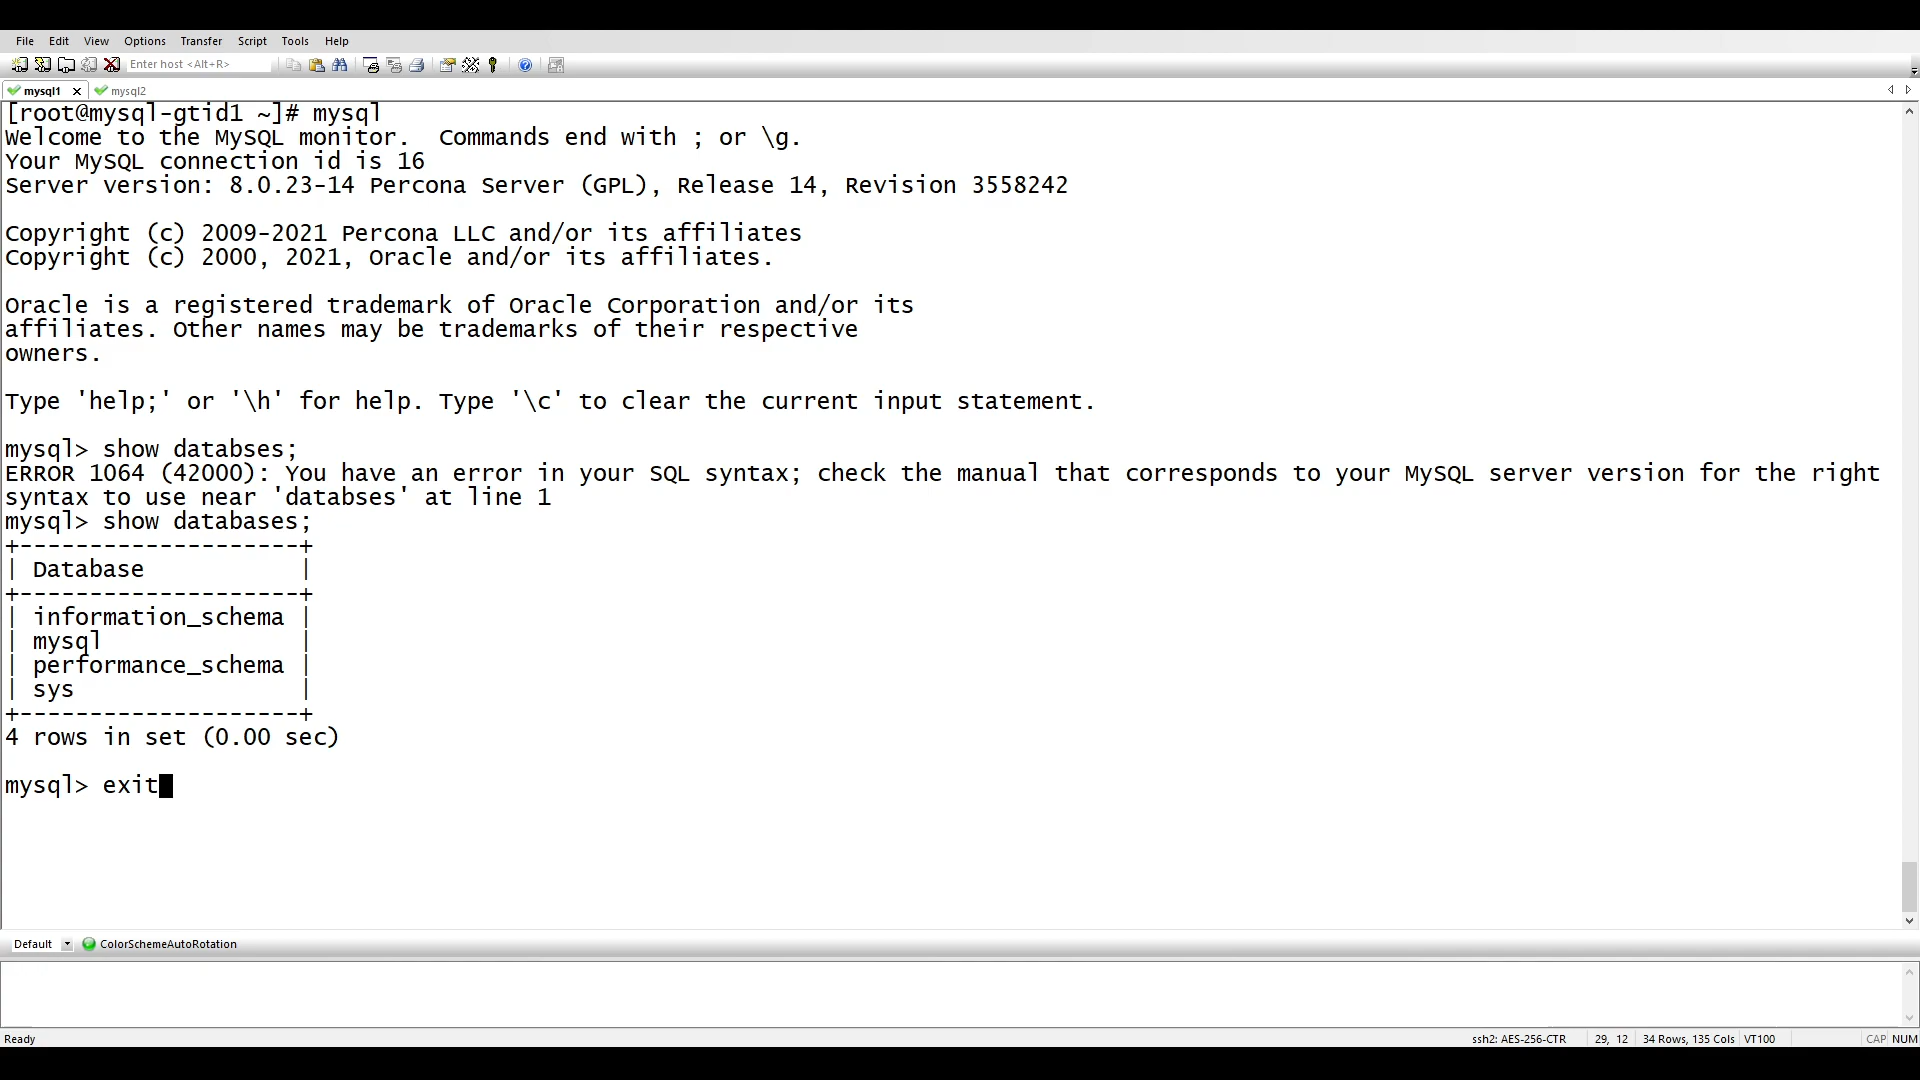 File Edit View Options Transfer Script Tools Help
Enter host <Alt+R>
mysql1 mysql2
[root@mysql-gtid1 ~]# mysql
Welcome to the MySQL monitor.  Commands end with ; or \g.
Your MySQL connection id is 16
Server version: 8.0.23-14 Percona Server (GPL), Release 14, Revision 3558242
Copyright (c) 2009-2021 Percona LLC and/or its affiliates
Copyright (c) 2000, 2021, Oracle and/or its affiliates.
Oracle is a registered trademark of Oracle Corporation and/or its
affiliates. Other names may be trademarks of their respective
owners.
Type 'help;' or '\h' for help. Type '\c' to clear the current input statement.
mysql> show databses;
ERROR 1064 (42000): You have an error in your SQL syntax; check the manual that corresponds to your MySQL server version for the right
syntax to use near 'databses' at line 1
mysql> show databases;
+--------------------+
| Database           |
+--------------------+
| information_schema |
| mysql              |
| performance_schema |
| sys                |
+--------------------+
4 rows in set (0.00 sec)
mysql> exit
Default ColorSchemeAutoRotation
Ready ssh2: AES-256-CTR 29, 12 34 Rows, 135 Cols VT100 CAP NUM